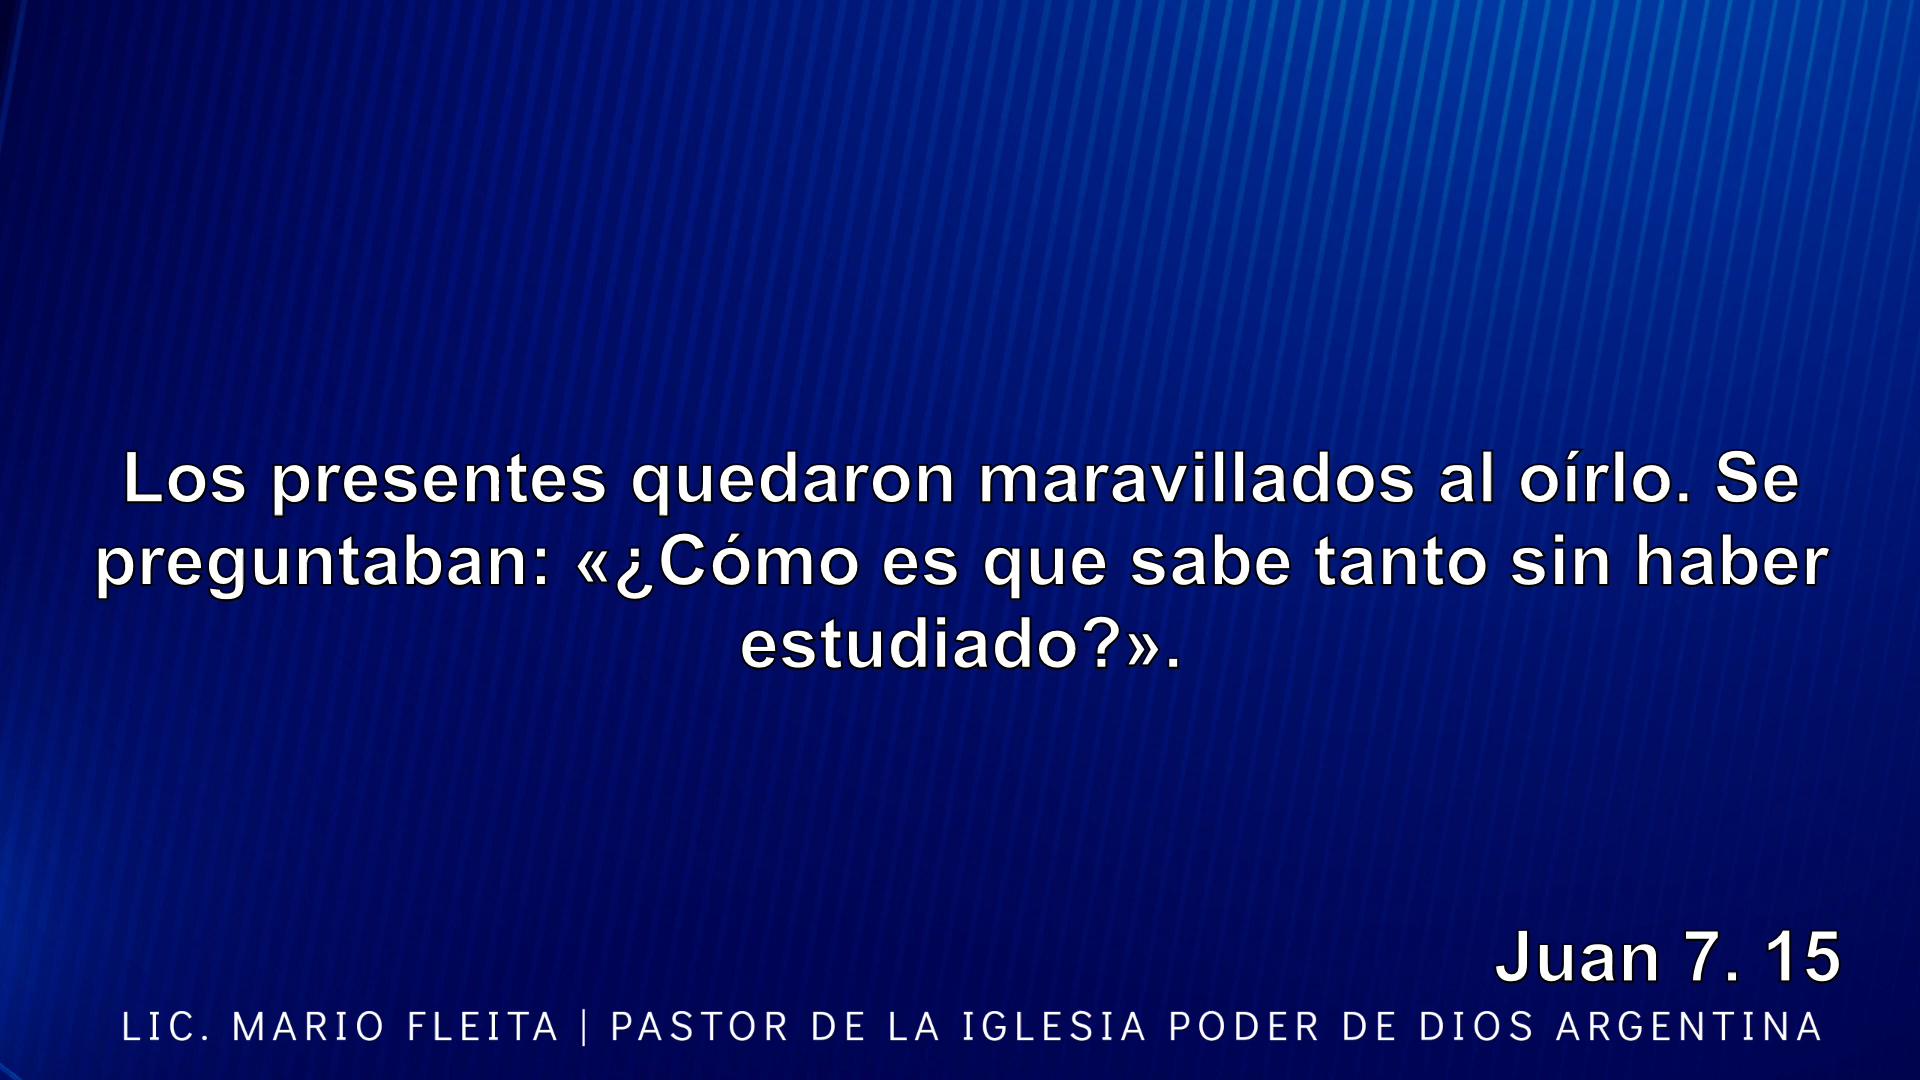 Los presentes quedaron maravillados al oírlo. Se
preguntaban: «¿Cómo es que sabe tanto sin haber
estudiado?».
Juan 7. 15
LIC. MARIO FLEITA | PASTOR DE LA IGLESIA PODER DE DIOS ARGENTINA